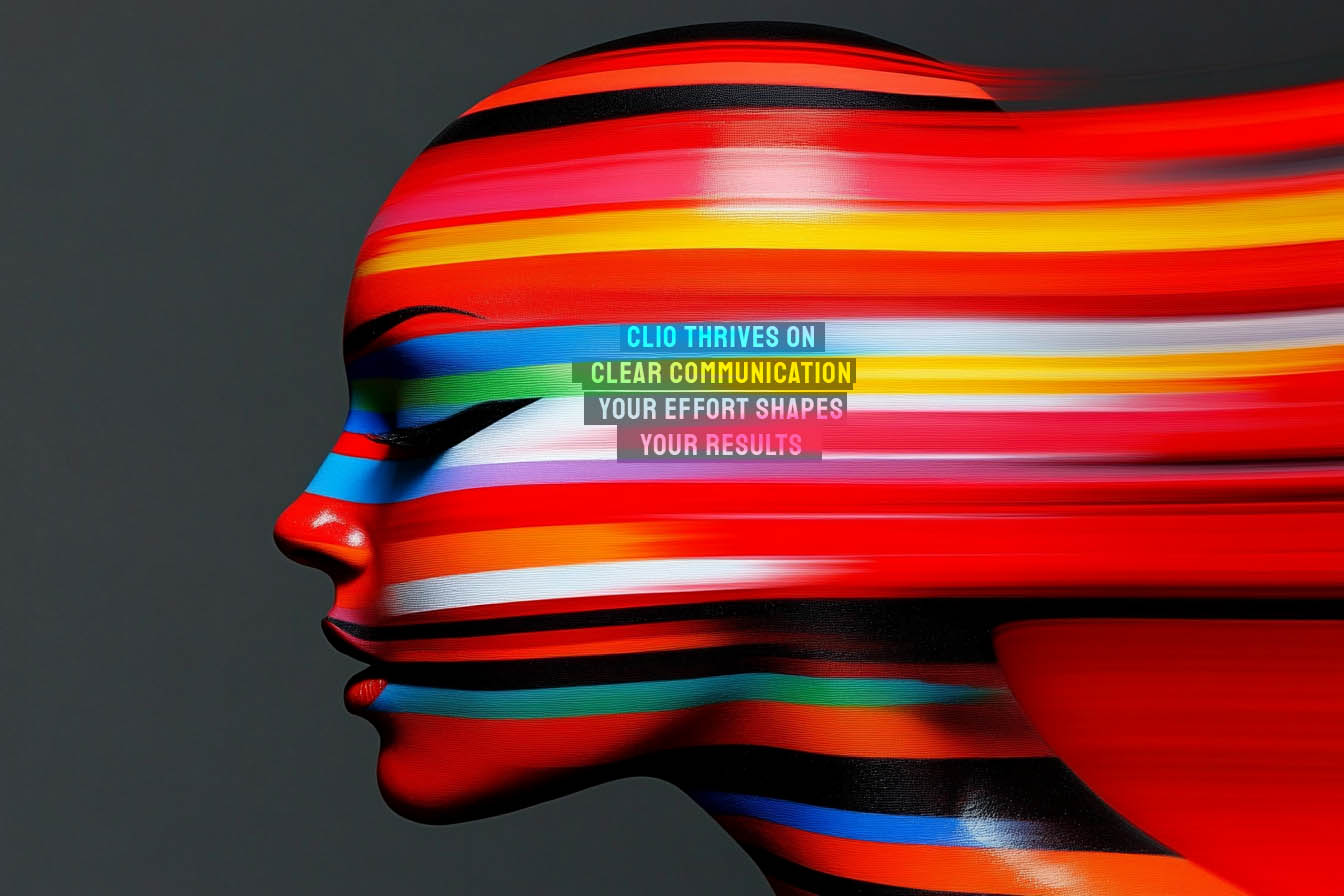 CLIO THRIVES ON
CLEAR COMMUNICATION
YOUR EFFORT SHAPES
YOUR RESULTS